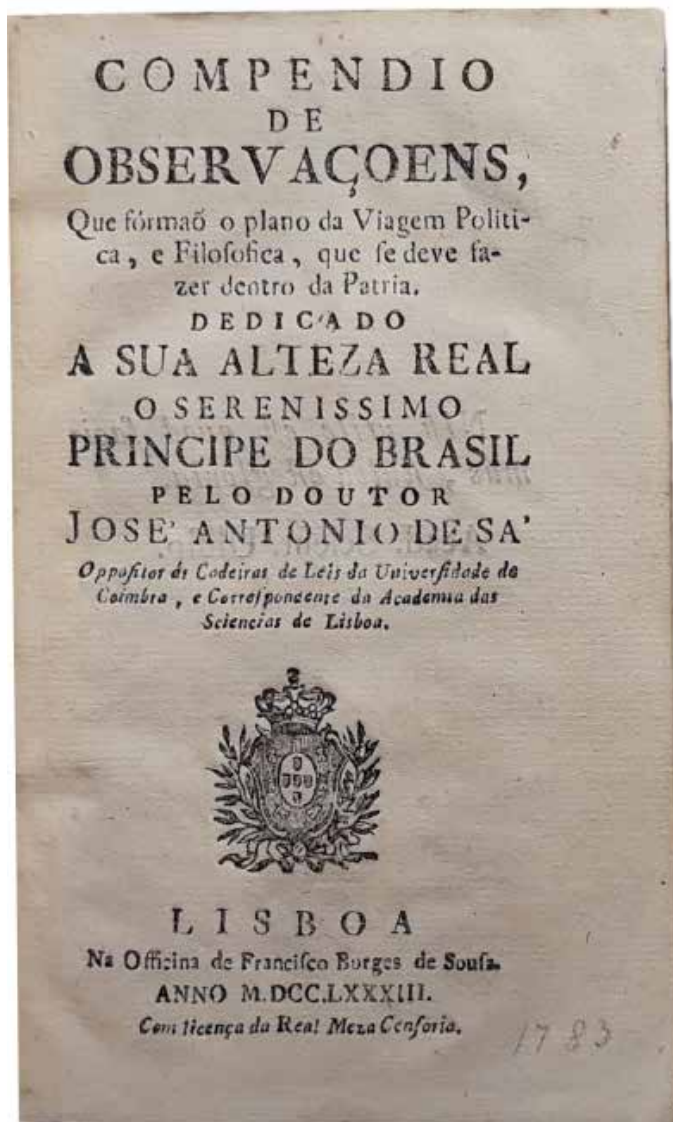 COMPENDIO
DE
OBSERVAÇOENS,
Que fórmaõ o plano da Viagem Politi-
ca, e Filoſofica, que ſe deve fa-
zer dentro da Patria.
DEDICADO
A SUA ALTEZA REAL
O SERENISSIMO
PRINCIPE DO BRASIL
PELO DOUTOR
JOSE' ANTONIO DE SA'
Oppoſitor ás Cadeiras de Leis da Univerſidade de
Coimbra, e Correſpondente da Academia das
Sciencias de Lisboa.
LISBOA
Na Officina de Franciſco Borges de Souſa.
ANNO M.DCC.LXXXIII.
Com licença da Real Meza Cenſoria.
1783